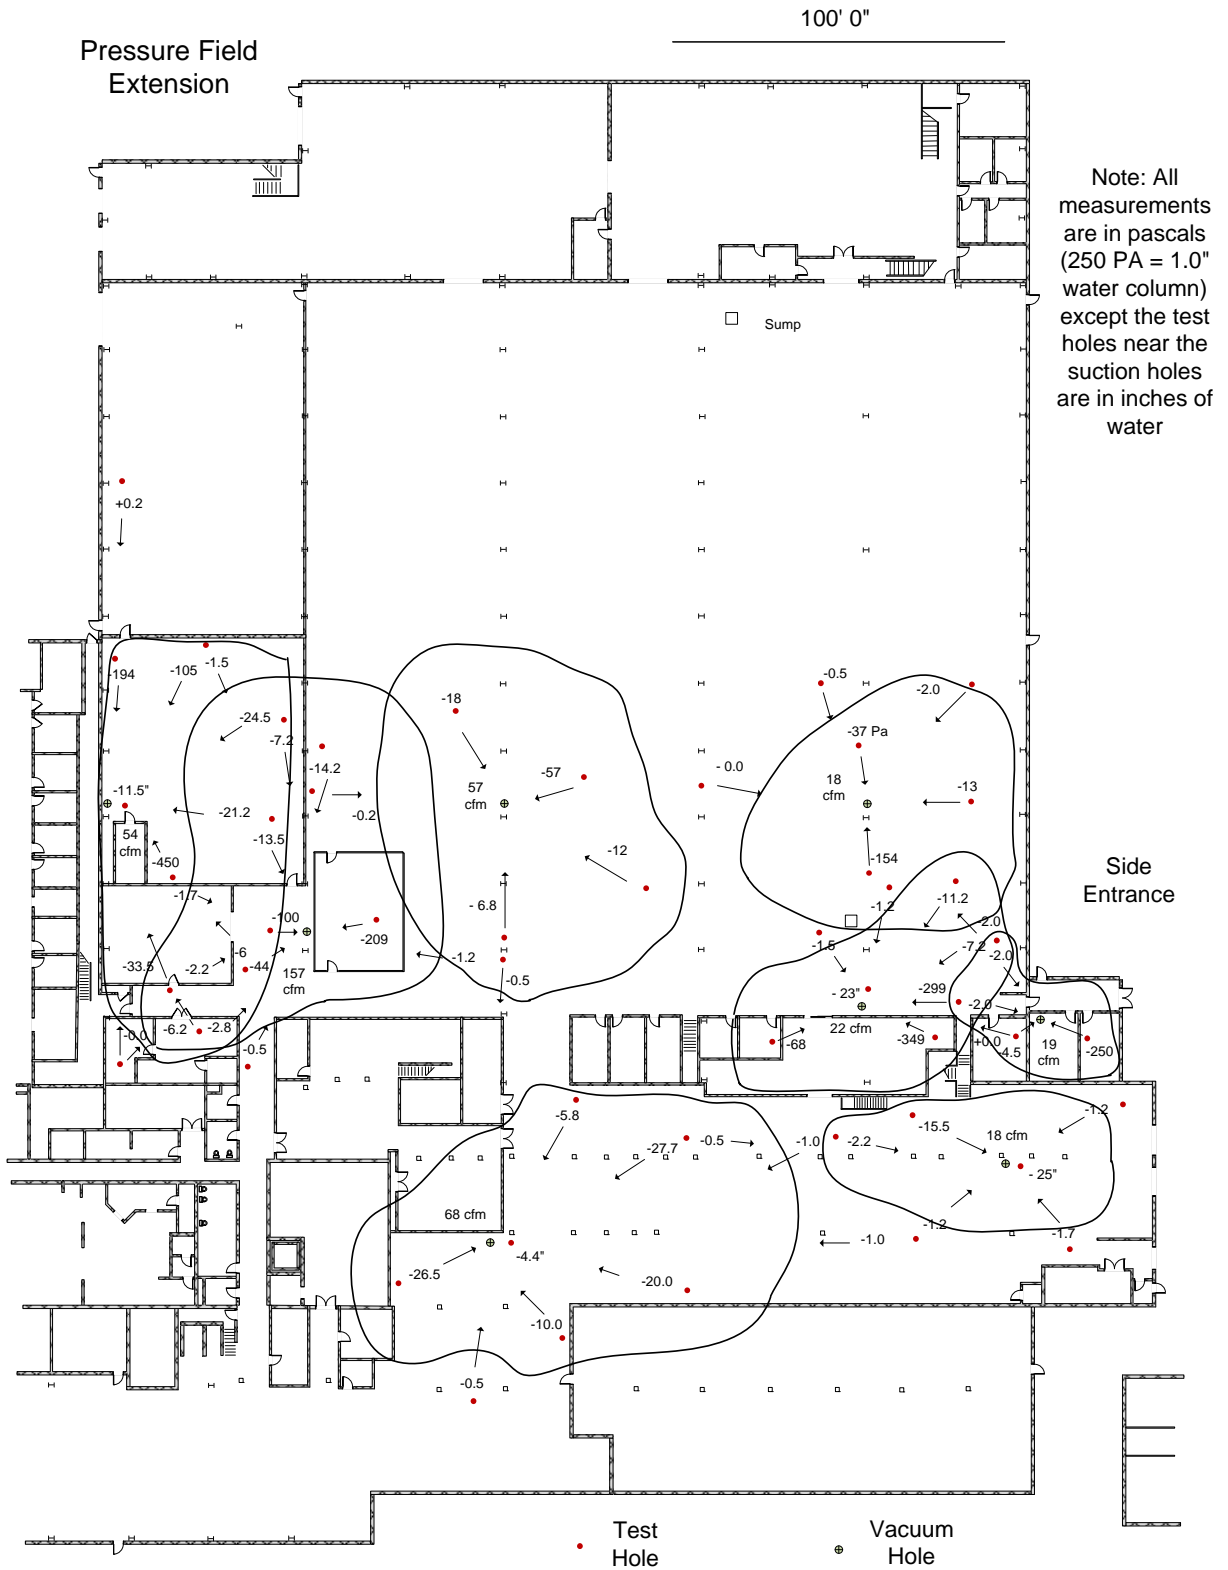 100' 0"
Pressure Field
Extension
Note: All
measurements
are in pascals
(250 PA = 1.0"
water column)
except the test
holes near the
suction holes
are in inches of
water
Sump
+0.2
-194
-105
-1.5
-24.5
-7.2
-14.2
-0.2
-11.5"
54
cfm
-21.2
-13.5
-450
-1.7
-100
-6
-44
-33.5
-2.2
157
cfm
-209
-1.2
-6.2
-2.8
-0.0
-0.5
-18
57
cfm
-57
-12
- 6.8
-0.5
- 0.0
-0.5
-2.0
-37 Pa
18
cfm
-13
-154
-1.2
-11.2
-2.0
-7.2
-2.0
-1.5
- 23"
-299
-2.0
22 cfm
-68
-349
+0.0
-4.5
19
cfm
-250
Side
Entrance
-5.8
-27.7
-0.5
-1.0
-2.2
-15.5
18 cfm
-1.2
- 25"
68 cfm
-4.4"
-26.5
-20.0
-10.0
-0.5
-1.0
-1.2
-1.7
Test
Hole
Vacuum
Hole